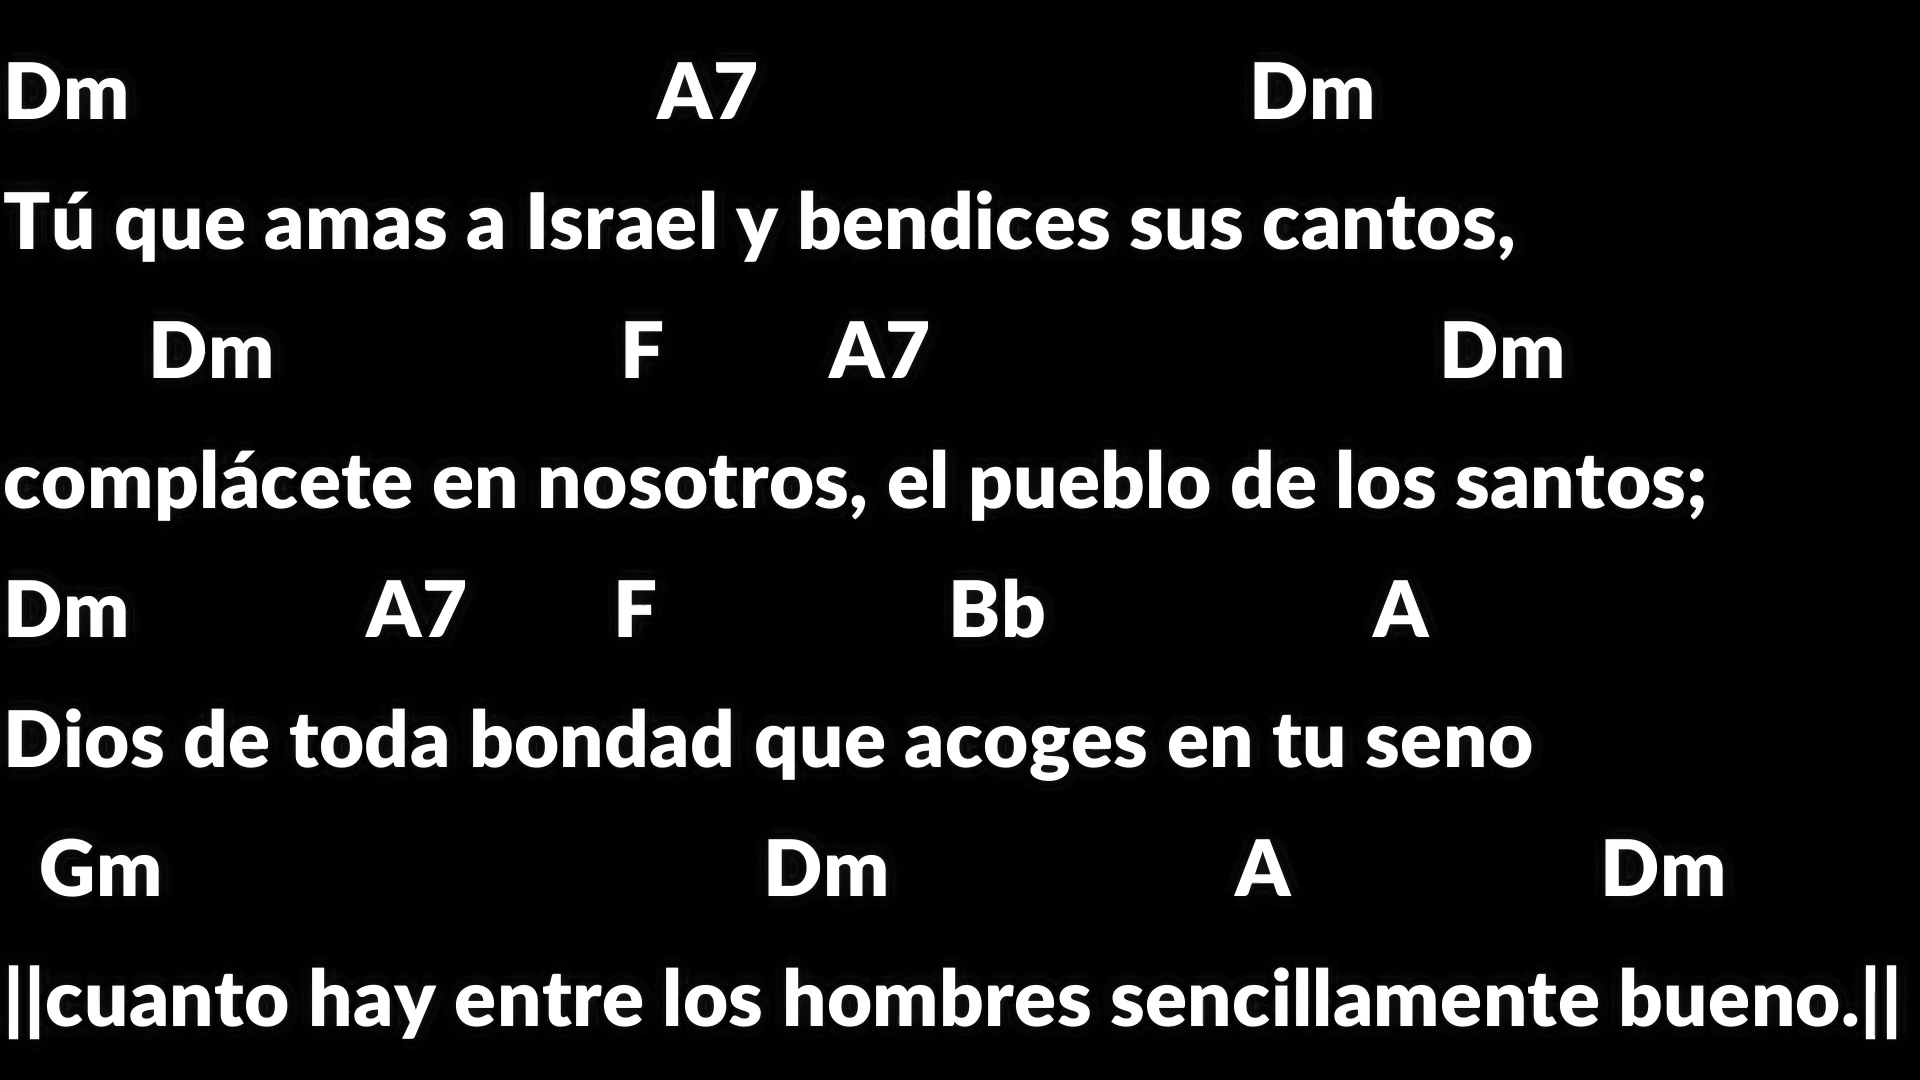 Dm A7 Dm
Tú que amas a Israel y bendices sus cantos,
Dm F A7 Dm
complácete en nosotros, el pueblo de los santos;
Dm A7 F Bb A
Dios de toda bondad que acoges en tu seno
Gm Dm A Dm
||cuanto hay entre los hombres sencillamente bueno.||